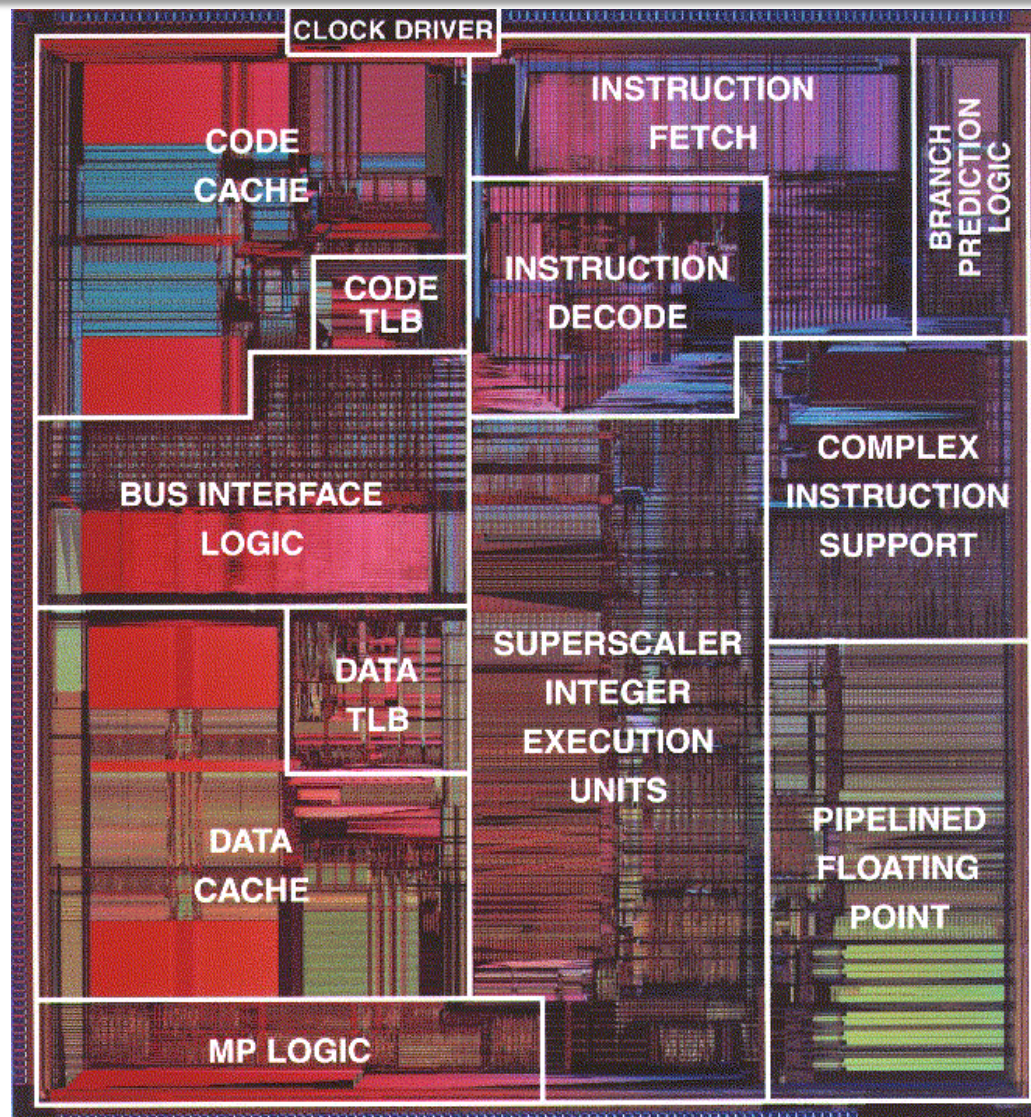 CLOCK DRIVER
CODE
CACHE
INSTRUCTION
FETCH
BRANCH
PREDICTION
LOGIC
CODE
TLB
INSTRUCTION
DECODE
BUS INTERFACE
LOGIC
COMPLEX
INSTRUCTION
SUPPORT
DATA
TLB
SUPERSCALER
INTEGER
EXECUTION
UNITS
DATA
CACHE
PIPELINED
FLOATING
POINT
MP LOGIC